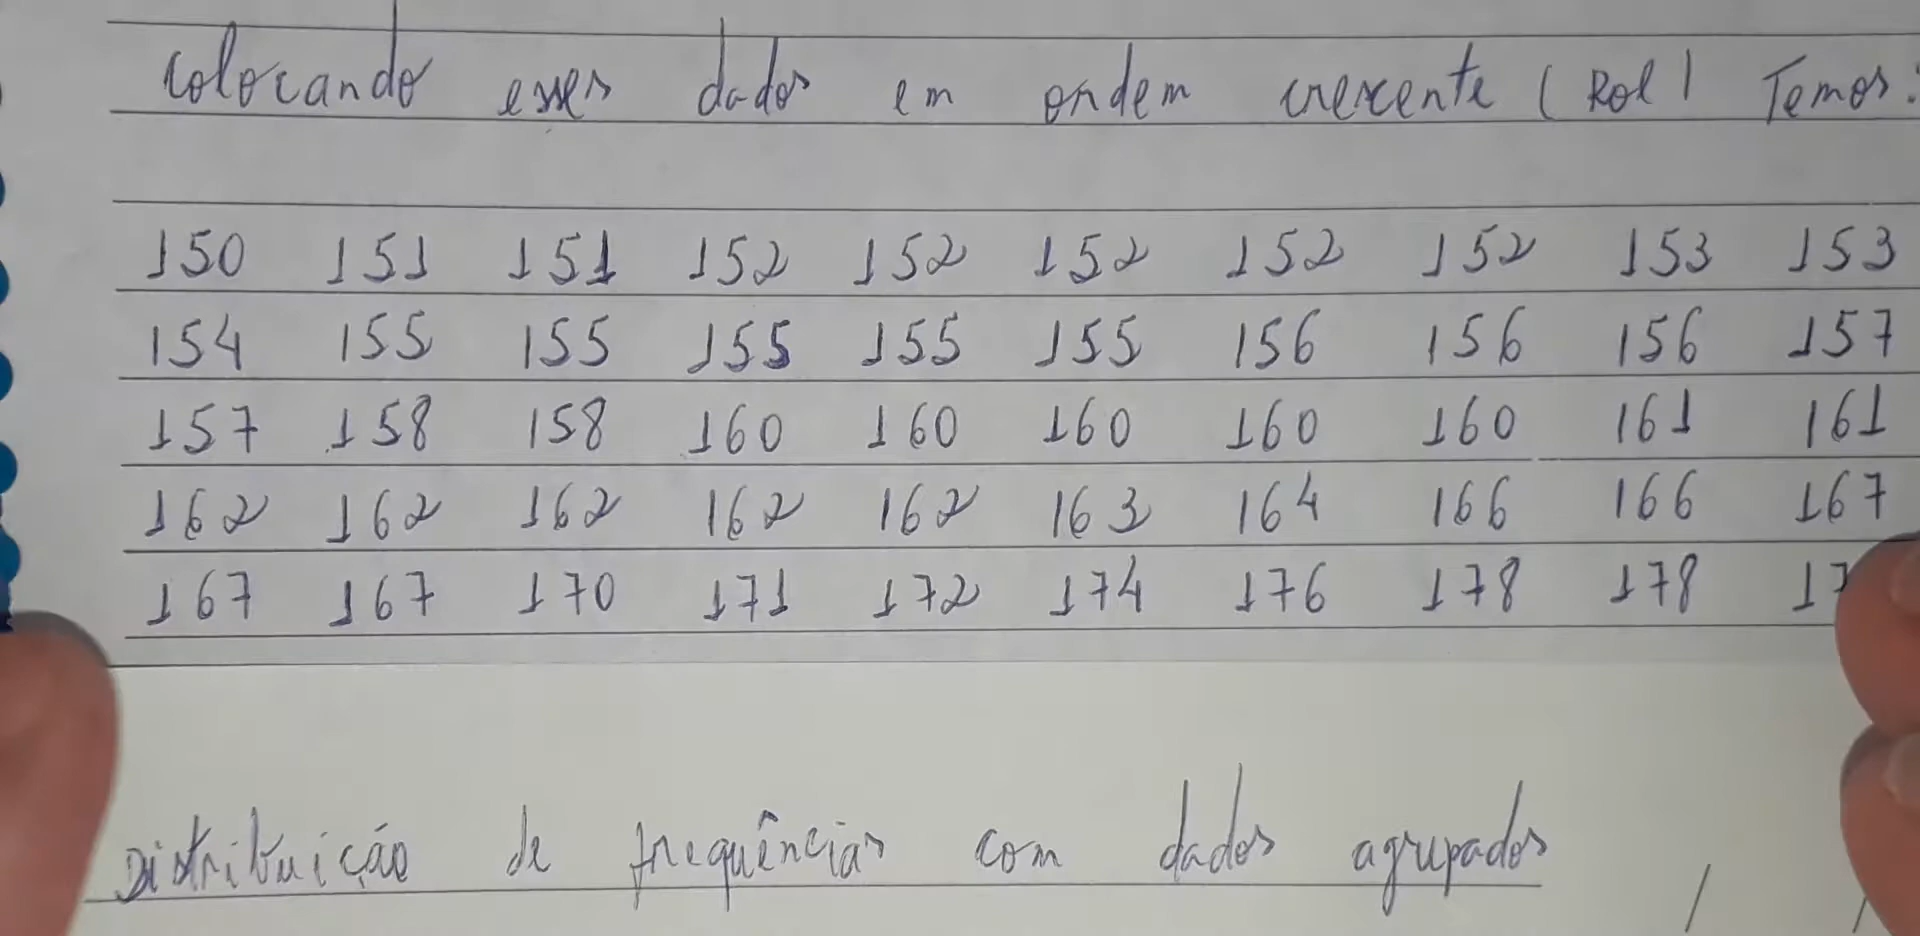 colocando esses dados em ordem crescente (Rol) Temos:
150 151 151 152 152 152 152 152 153 153
154 155 155 155 155 155 156 156 156 157
157 158 158 160 160 160 160 160 161 161
162 162 162 162 162 163 164 166 166 167
167 167 170 171 172 174 176 178 178
Distribuição de frequências com dados agrupados